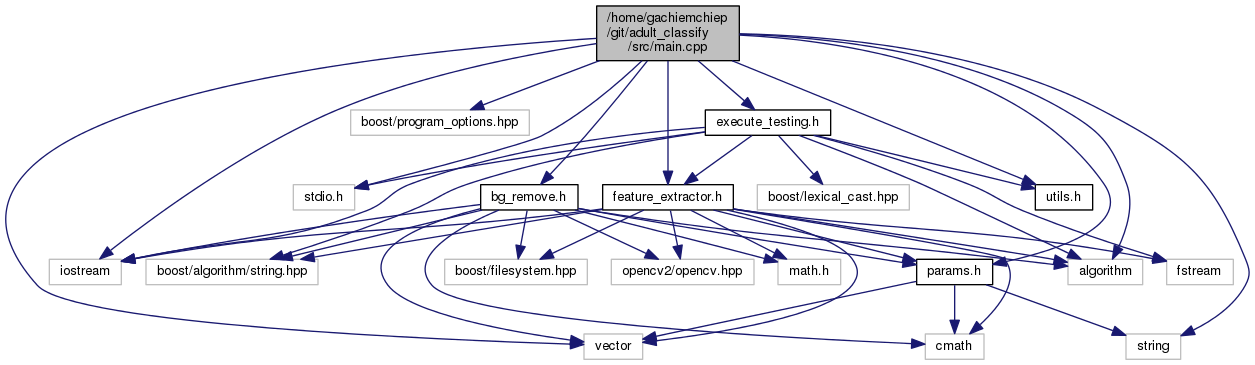 /home/gachiemchiep
/git/adult_classify
/src/main.cpp
boost/program_options.hpp
execute_testing.h
stdio.h
bg_remove.h
feature_extractor.h
boost/lexical_cast.hpp
utils.h
iostream
boost/algorithm/string.hpp
boost/filesystem.hpp
opencv2/opencv.hpp
math.h
params.h
algorithm
fstream
vector
cmath
string